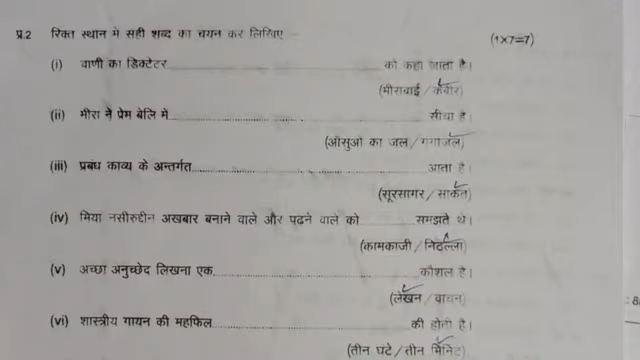 प्र.2 रिक्त स्थान में सही शब्द का चयन कर लिखिए - (1×7=7)
(i) वाणी का डिक्टेटर.......................................................को कहा जाता है।
(मीराबाई / कबीर)
(ii) मीरा ने प्रेम बेलि में.......................................................सींचा है।
(आँसुओं का जल / गंगाजल)
(iii) प्रबंध काव्य के अन्तर्गत.......................................................आता है।
(सूरसागर / साकेत)
(iv) मिया नसीरुद्दीन अखबार बनाने वाले और पढ़ने वाले को.............समझते थे।
(कामकाजी / निठल्ला)
(v) अच्छा अनुच्छेद लिखना एक.......................................................कौशल है।
(लेखन / वाचन)
(vi) शास्त्रीय गायन की महफिल.......................................................की होती है।
(तीन घंटे / तीन मिनिट)
: 8